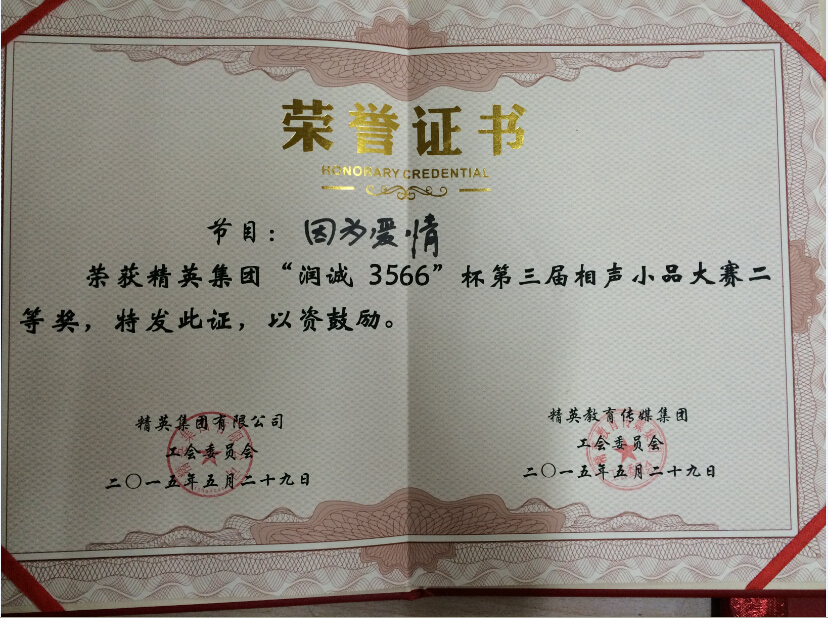 荣誉证书
HONORARY CREDENTIAL
节目：因为爱情
荣获精英集团“润诚 3566”杯第三届相声小品大赛二
等奖，特发此证，以资鼓励。
精英集团有限公司
工会委员会
二〇一五年五月二十九日
精英教育传媒集团
工会委员会
二〇一五年五月二十九日